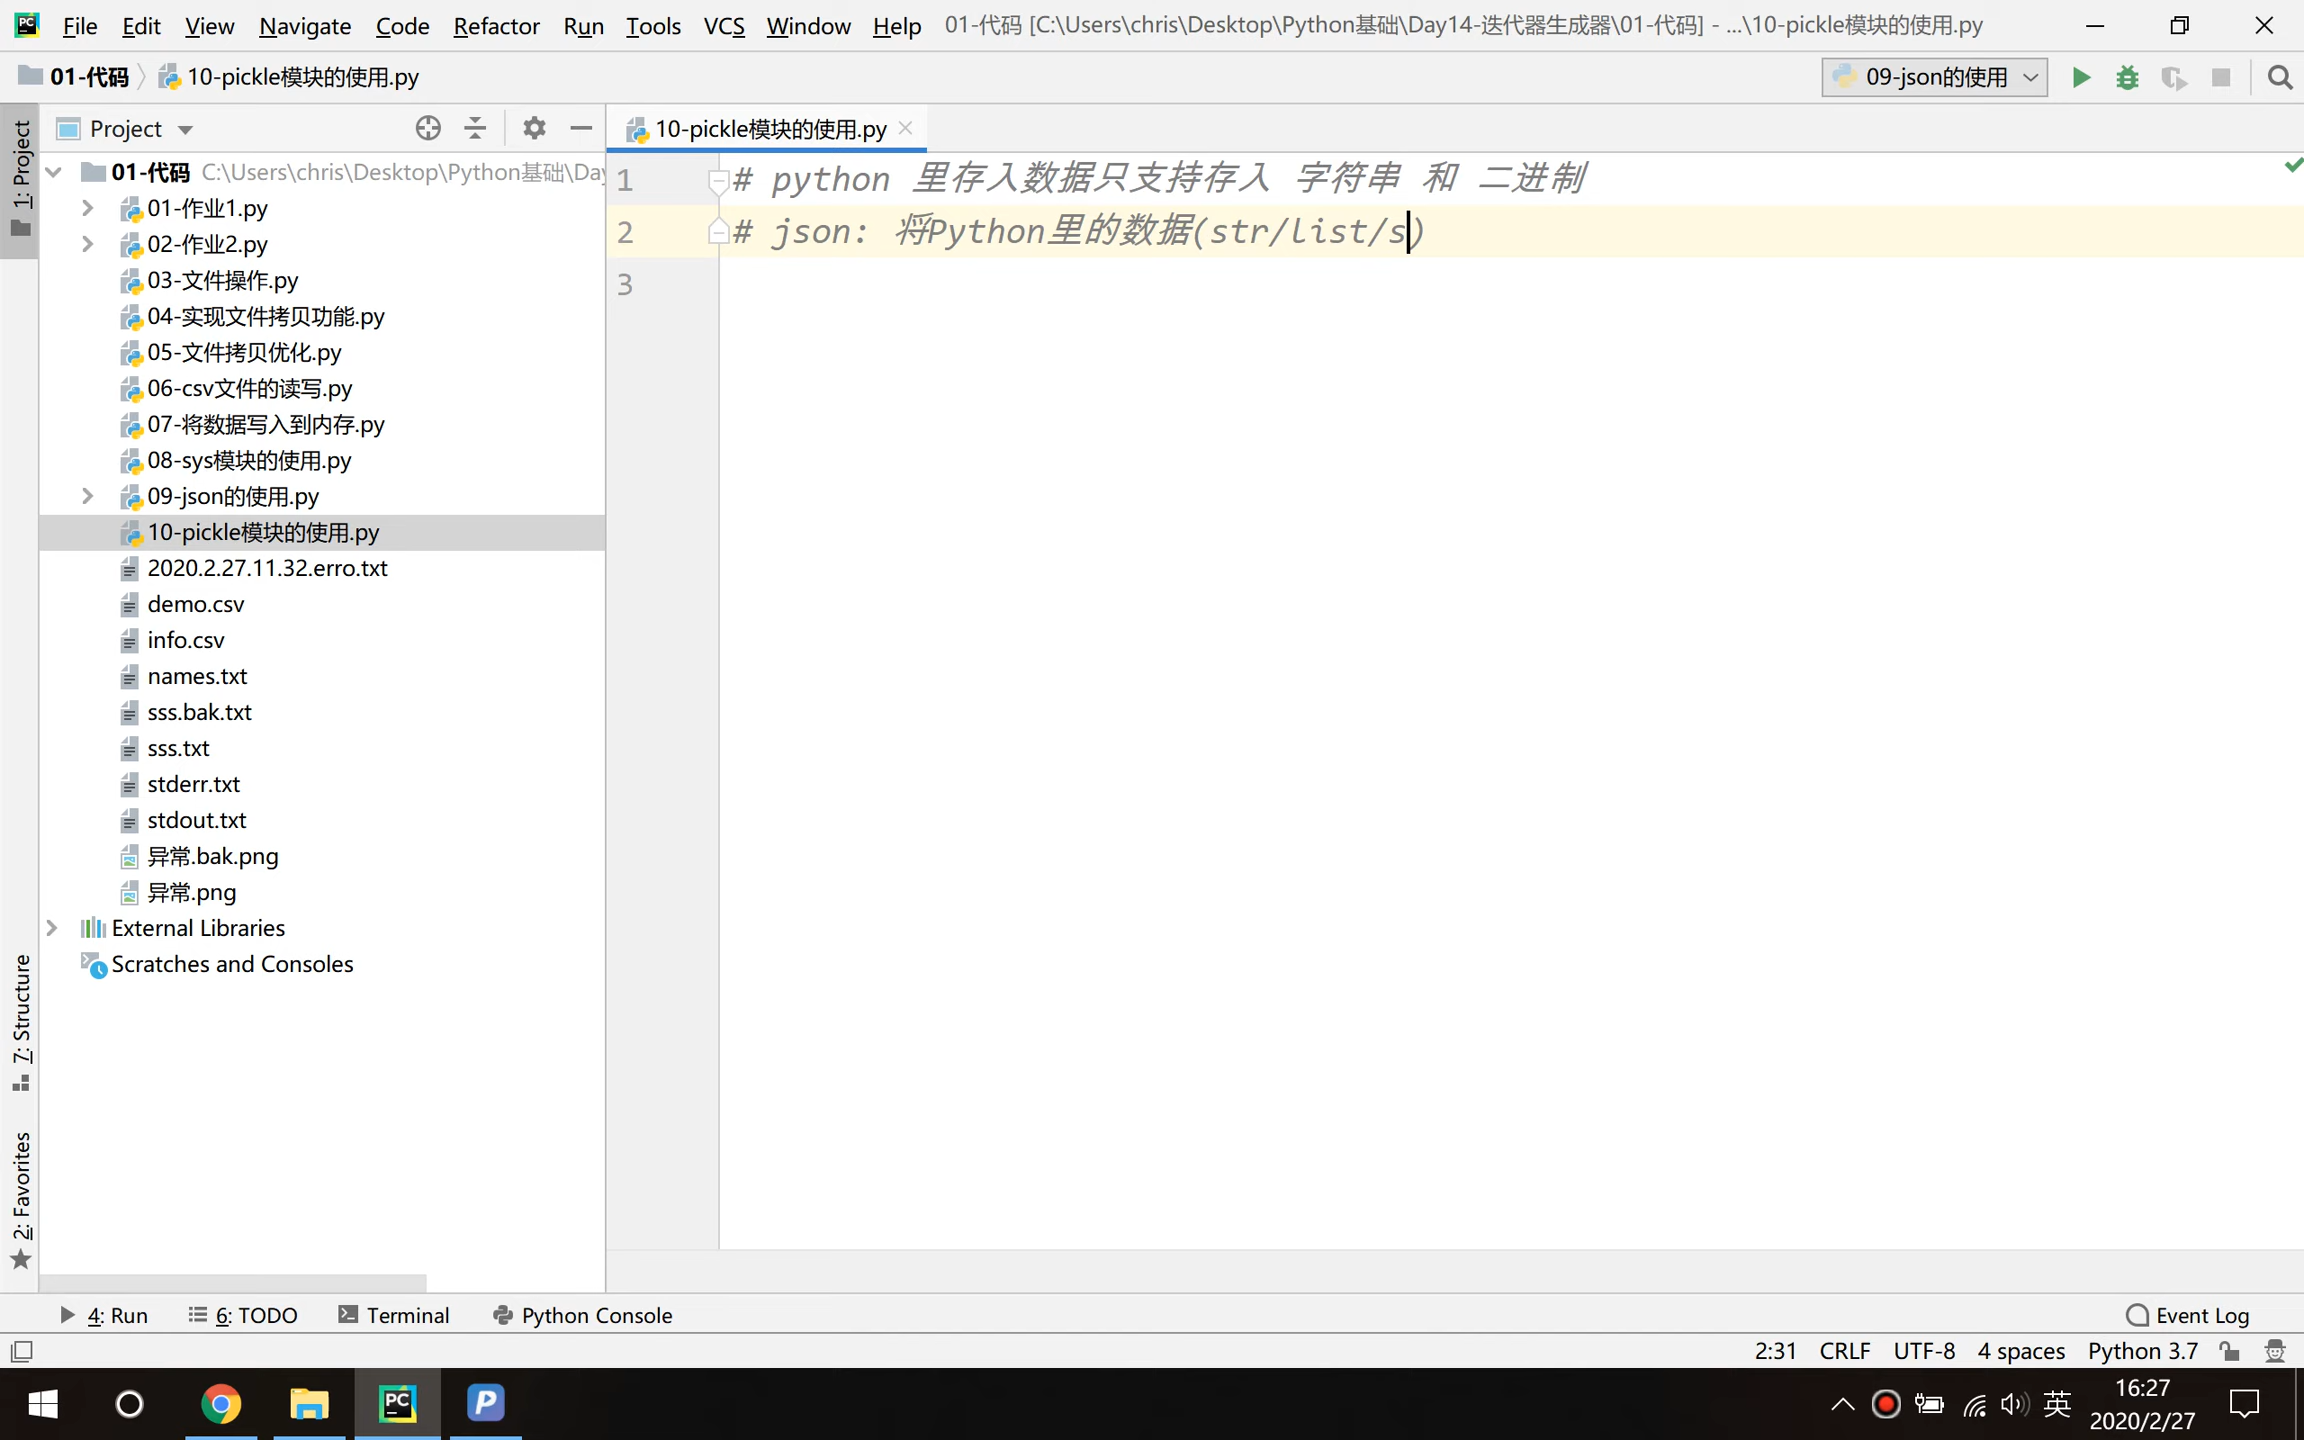 File Edit View Navigate Code Refactor Run Tools VCS Window Help 01-代码 [C:\Users\chris\Desktop\Python基础\Day14-迭代器生成器\01-代码] - ...\10-pickle模块的使用.py
01-代码 10-pickle模块的使用.py 09-json的使用
1: Project
Project
10-pickle模块的使用.py
01-代码 C:\Users\chris\Desktop\Python基础\Da
01-作业1.py
02-作业2.py
03-文件操作.py
04-实现文件拷贝功能.py
05-文件拷贝优化.py
06-csv文件的读写.py
07-将数据写入到内存.py
08-sys模块的使用.py
09-json的使用.py
10-pickle模块的使用.py
2020.2.27.11.32.erro.txt
demo.csv
info.csv
names.txt
sss.bak.txt
sss.txt
stderr.txt
stdout.txt
异常.bak.png
异常.png
External Libraries
Scratches and Consoles
1 # python 里存入数据只支持存入 字符串 和 二进制
2 # json: 将Python里的数据(str/list/s)
3
7: Structure
2: Favorites
4: Run 6: TODO Terminal Python Console Event Log
2:31 CRLF UTF-8 4 spaces Python 3.7
英
16:27
2020/2/27